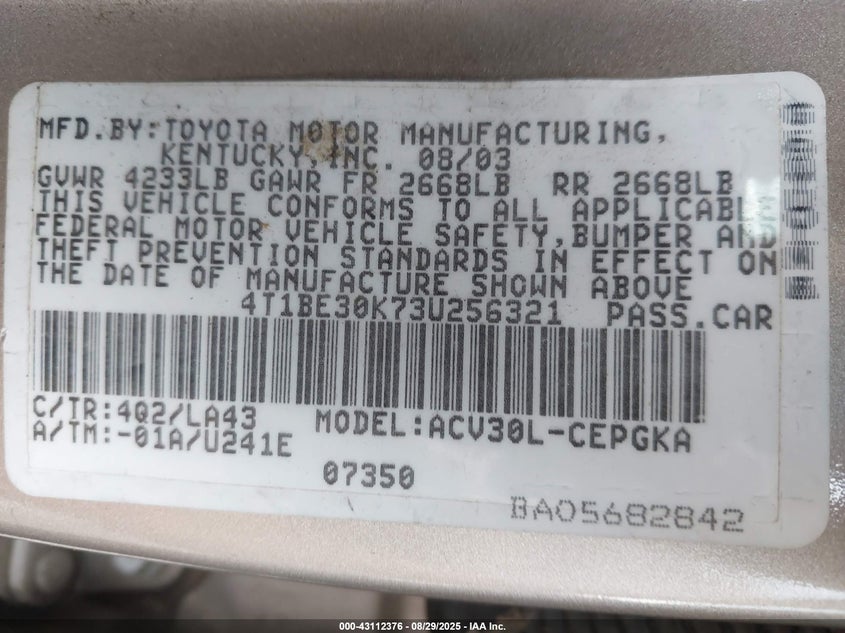 MFD.BY:TOYOTA MOTOR MANUFACTURING,
KENTUCKY, INC. 08/03
GVWR 4233LB GAWR FR 2668LB RR 2668LB
THIS VEHICLE CONFORMS TO ALL APPLICABLE
FEDERAL MOTOR VEHICLE SAFETY,BUMPER AND
THEFT PREVENTION STANDARDS IN EFFECT ON
THE DATE OF MANUFACTURE SHOWN ABOVE
4T1BE30K73U256321 PASS.CAR
C/TR:4Q2/LA43 MODEL:ACV30L-CEPGKA
A/TM:-01A/U241E
07350
BA05682842
000-43112376 - 08/29/2025 - IAA Inc.